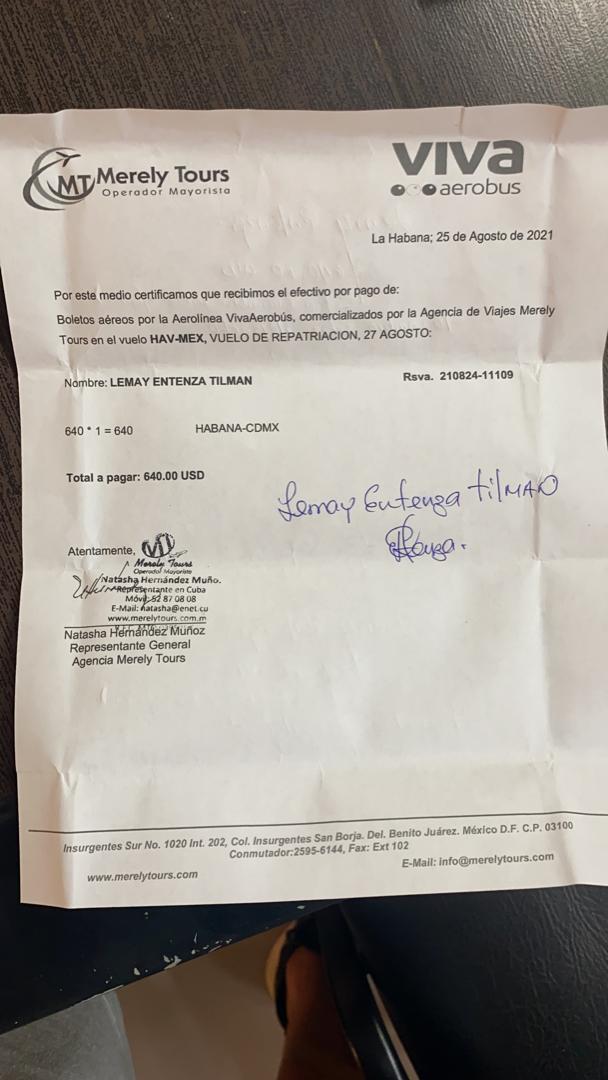 MT Merely Tours
Operador Mayorista
VIVa
aerobus
La Habana; 25 de Agosto de 2021
Por este medio certificamos que recibimos el efectivo por pago de:
Boletos aéreos por la Aerolínea VivaAerobús, comercializados por la Agencia de Viajes Merely
Tours en el vuelo HAV-MEX, VUELO DE REPATRIACION, 27 AGOSTO:
Nombre: LEMAY ENTENZA TILMAN
Rsva. 210824-11109
640 * 1 = 640
HABANA-CDMX
Total a pagar: 640.00 USD
Lemay Entenza Tilman
Atentamente,
MT
Merely Tours
Operador Mayorista
Natasha Hernández Muño.
Representante en Cuba
Móvil: 52 87 08 08
E-Mail: natasha@enet.cu
www.merelytours.com.m
Natasha Hernández Muñoz
Representante General
Agencia Merely Tours
Insurgentes Sur No. 1020 Int. 202, Col. Insurgentes San Borja. Del. Benito Juárez. México D.F. C.P. 03100
Conmutador:2595-6144, Fax: Ext 102
www.merelytours.com
E-Mail: info@merelytours.com